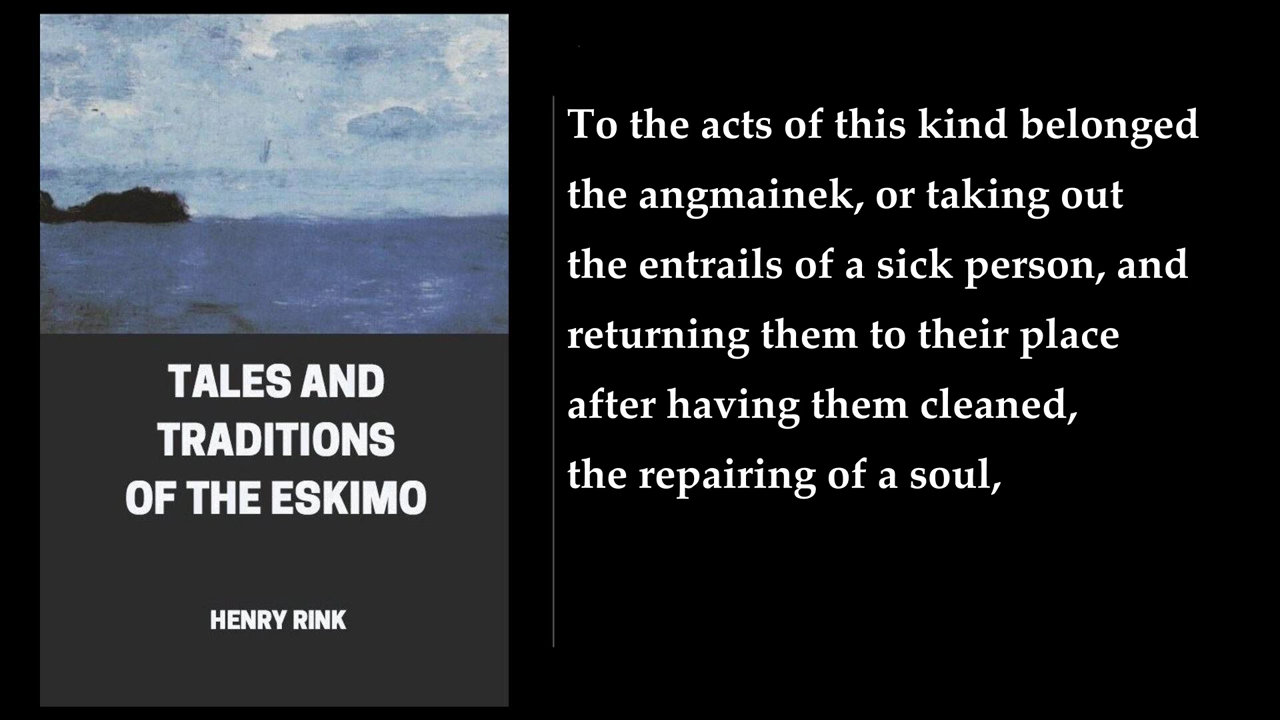 TALES AND
TRADITIONS
OF THE ESKIMO
HENRY RINK
To the acts of this kind belonged
the angmainek, or taking out
the entrails of a sick person, and
returning them to their place
after having them cleaned,
the repairing of a soul,